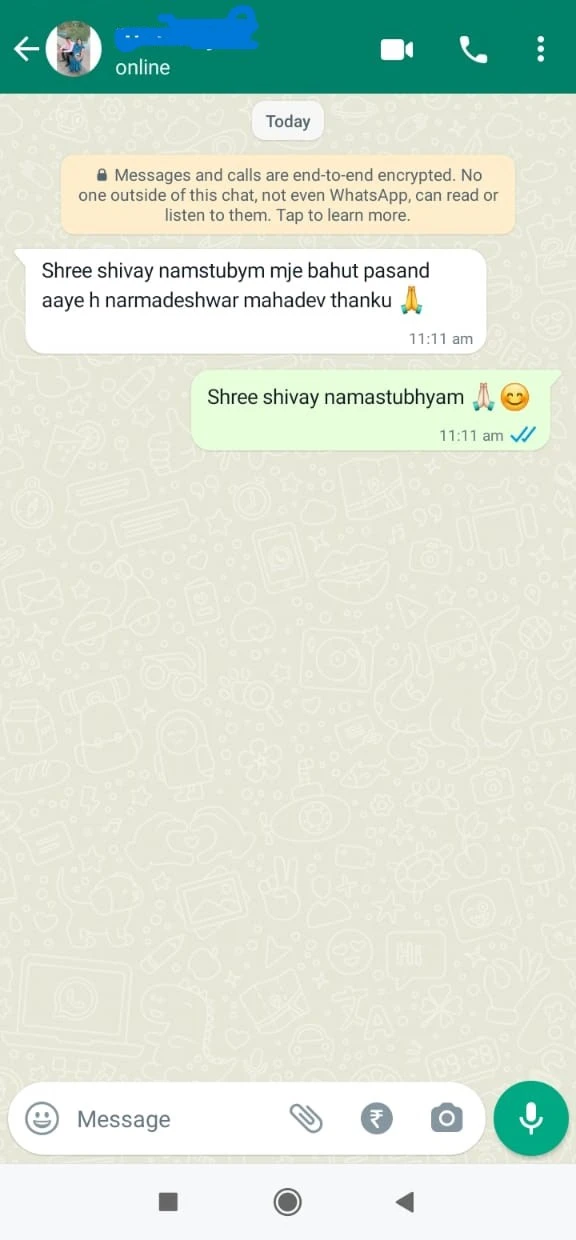 online
Today
Messages and calls are end-to-end encrypted. No
one outside of this chat, not even WhatsApp, can read or
listen to them. Tap to learn more.
Shree shivay namstubym mje bahut pasand
aaye h narmadeshwar mahadev thanku 🙏
11:11 am
Shree shivay namastubhyam 🙏🏻😊
11:11 am
Message